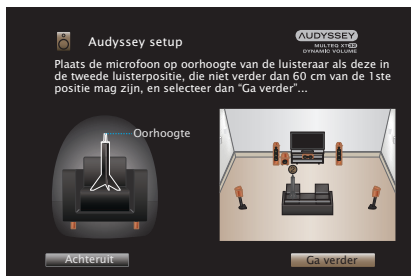 Audyssey setup
AUDYSSEY
MULTEQ XT32
DYNAMIC VOLUME
Plaats de microfoon op oorhoogte van de luisteraar als deze in
de tweede luisterpositie, die niet verder dan 60 cm van de 1ste
positie mag zijn, en selecteer dan “Ga verder”...
Oorhoogte
Achteruit
Ga verder